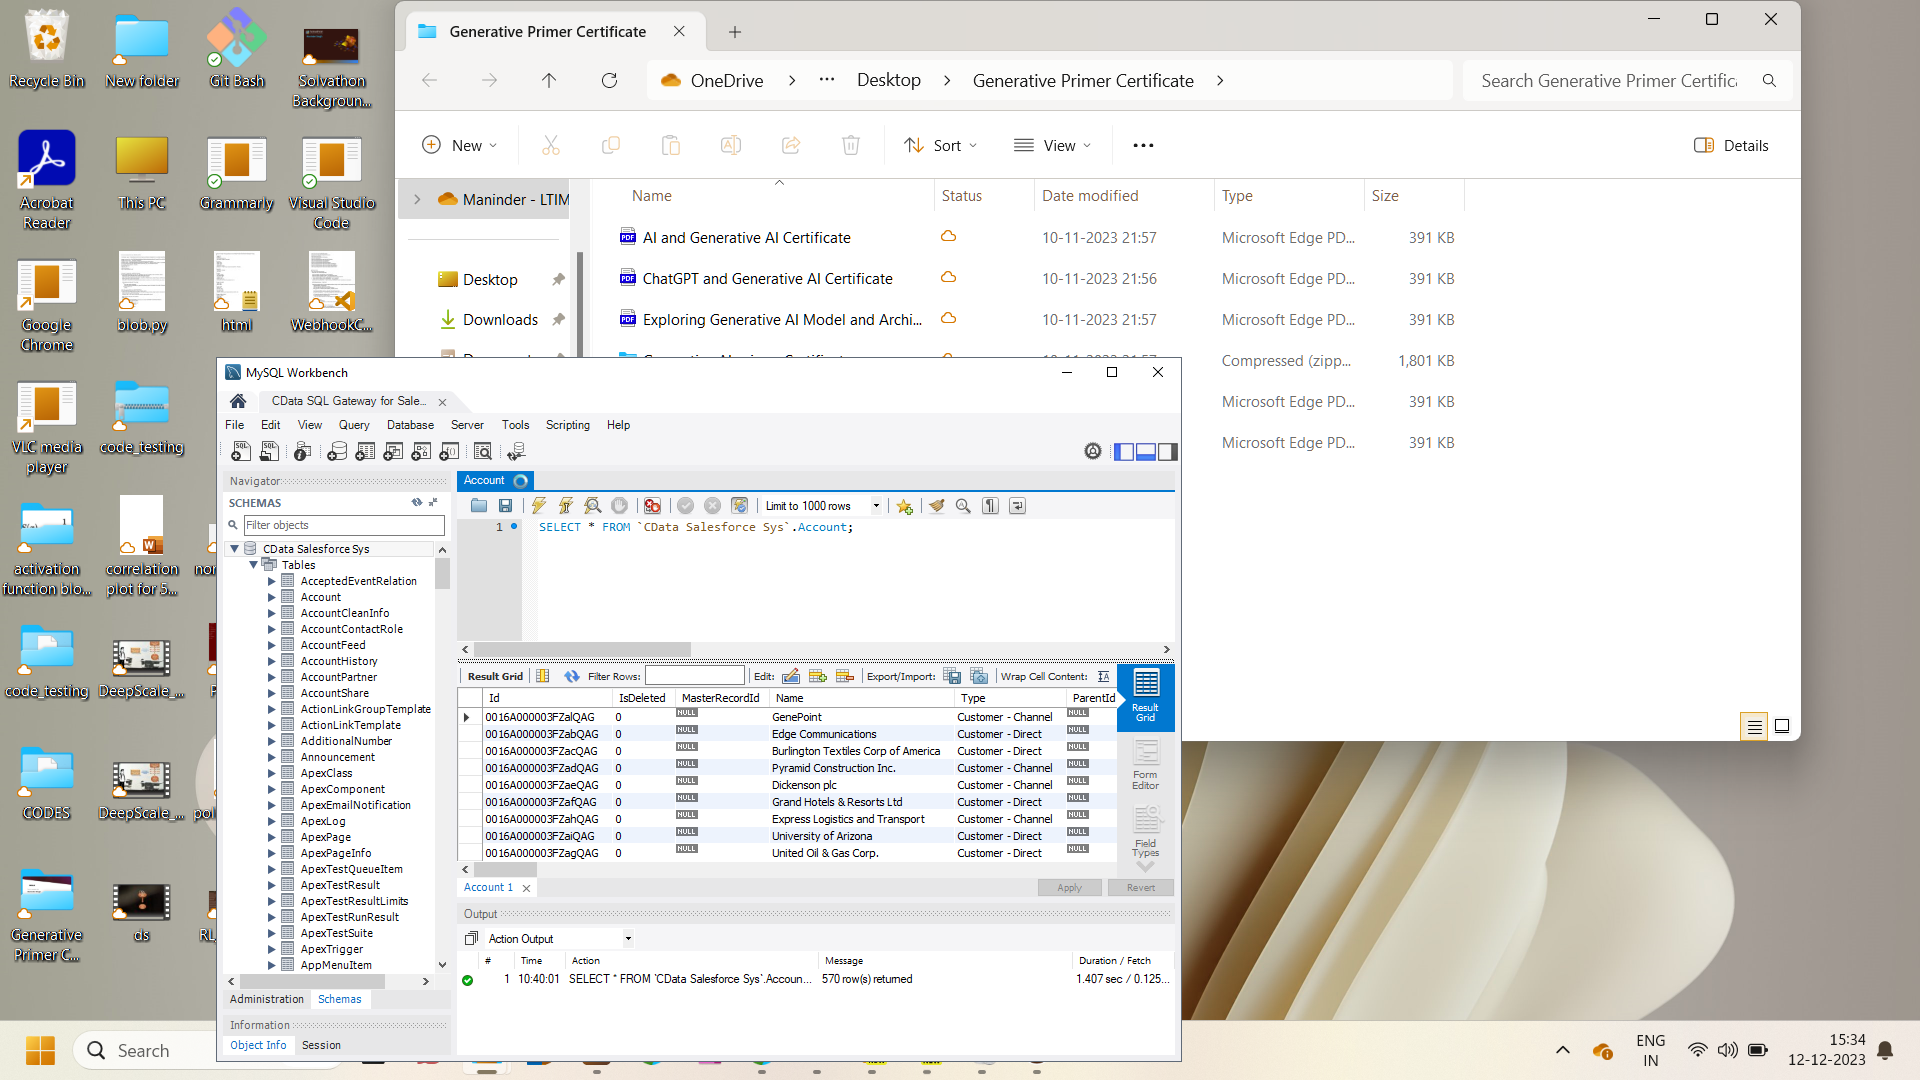 Recycle Bin
New folder
Git Bash
Solvathon
Backgroun...
Acrobat
Reader
This PC
Grammarly
Visual Studio
Code
Google
Chrome
blob.py
html
WebhookC...
VLC media
player
code_testing
activation
function blo...
correlation
plot for 5...
code_testing
DeepScale_...
CODES
DeepScale_...
Generative
Primer C...
ds
Generative Primer Certificate
OneDrive > ... Desktop > Generative Primer Certificate >
Search Generative Primer Certific
New
Sort
View
Details
Maninder - LTIM
Desktop
Downloads
Name Status Date modified Type Size
AI and Generative AI Certificate 10-11-2023 21:57 Microsoft Edge PD... 391 KB
ChatGPT and Generative AI Certificate 10-11-2023 21:56 Microsoft Edge PD... 391 KB
Exploring Generative AI Model and Archi... 10-11-2023 21:57 Microsoft Edge PD... 391 KB
Compressed (zipp... 1,801 KB
Microsoft Edge PD... 391 KB
Microsoft Edge PD... 391 KB
MySQL Workbench
CData SQL Gateway for Sale...
File Edit View Query Database Server Tools Scripting Help
Navigator
SCHEMAS
Filter objects
CData Salesforce Sys
Tables
AcceptedEventRelation
Account
AccountCleanInfo
AccountContactRole
AccountFeed
AccountHistory
AccountPartner
AccountShare
ActionLinkGroupTemplate
ActionLinkTemplate
AdditionalNumber
Announcement
ApexClass
ApexComponent
ApexEmailNotification
ApexLog
ApexPage
ApexPageInfo
ApexTestQueueItem
ApexTestResult
ApexTestResultLimits
ApexTestRunResult
ApexTestSuite
ApexTrigger
AppMenuItem
Administration Schemas
Information
Object Info Session
Account
Limit to 1000 rows
1 SELECT * FROM `CData Salesforce Sys`.Account;
Result Grid Filter Rows: Edit: Export/Import: Wrap Cell Content:
Id IsDeleted MasterRecordId Name Type ParentId
0016A000003FZalQAG 0 NULL GenePoint Customer - Channel NULL
0016A000003FZabQAG 0 NULL Edge Communications Customer - Direct NULL
0016A000003FZacQAG 0 NULL Burlington Textiles Corp of America Customer - Direct NULL
0016A000003FZadQAG 0 NULL Pyramid Construction Inc. Customer - Channel NULL
0016A000003FZaeQAG 0 NULL Dickenson plc Customer - Channel NULL
0016A000003FZafQAG 0 NULL Grand Hotels & Resorts Ltd Customer - Direct NULL
0016A000003FZahQAG 0 NULL Express Logistics and Transport Customer - Channel NULL
0016A000003FZaiQAG 0 NULL University of Arizona Customer - Direct NULL
0016A000003FZagQAG 0 NULL United Oil & Gas Corp. Customer - Direct NULL
Result
Grid
Form
Editor
Field
Types
Account 1
Apply
Revert
Output
Action Output
# Time Action Message Duration / Fetch
1 10:40:01 SELECT * FROM `CData Salesforce Sys`.Accoun... 570 row(s) returned 1.407 sec / 0.125...
Search
ENG
IN
15:34
12-12-2023